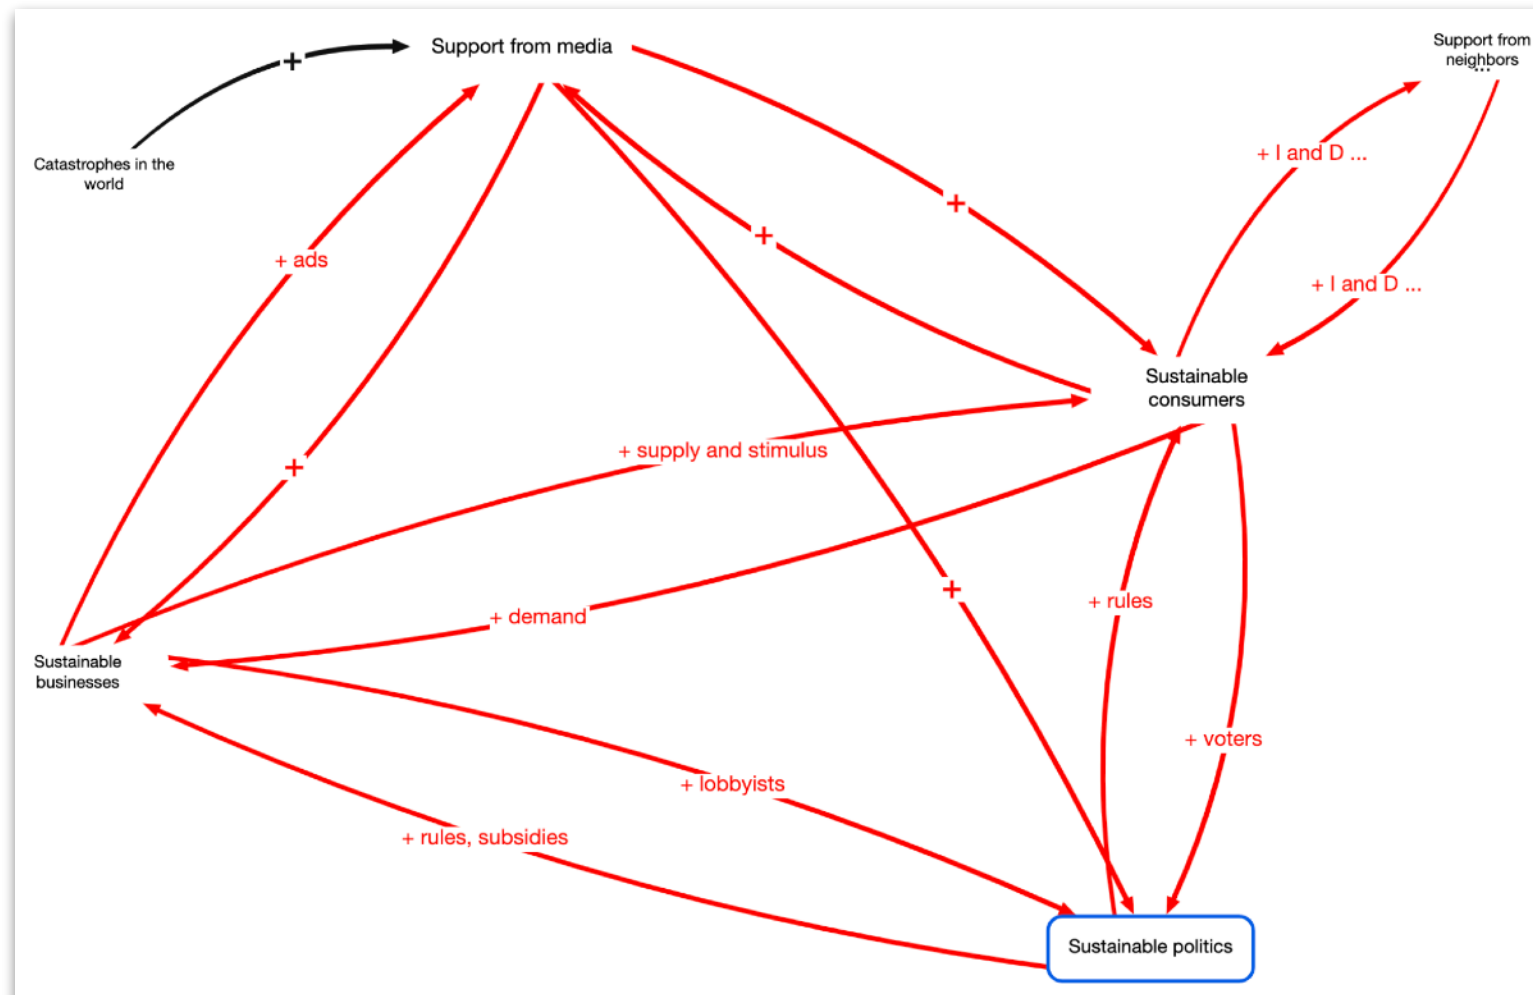 +
Support from media
Support from
neighbors
...
Catastrophes in the
world
+ I and D ...
+
+
+ ads
+ I and D ...
Sustainable
consumers
+ supply and stimulus
+
+
+ rules
+ demand
Sustainable
businesses
+ voters
+ lobbyists
+ rules, subsidies
Sustainable politics